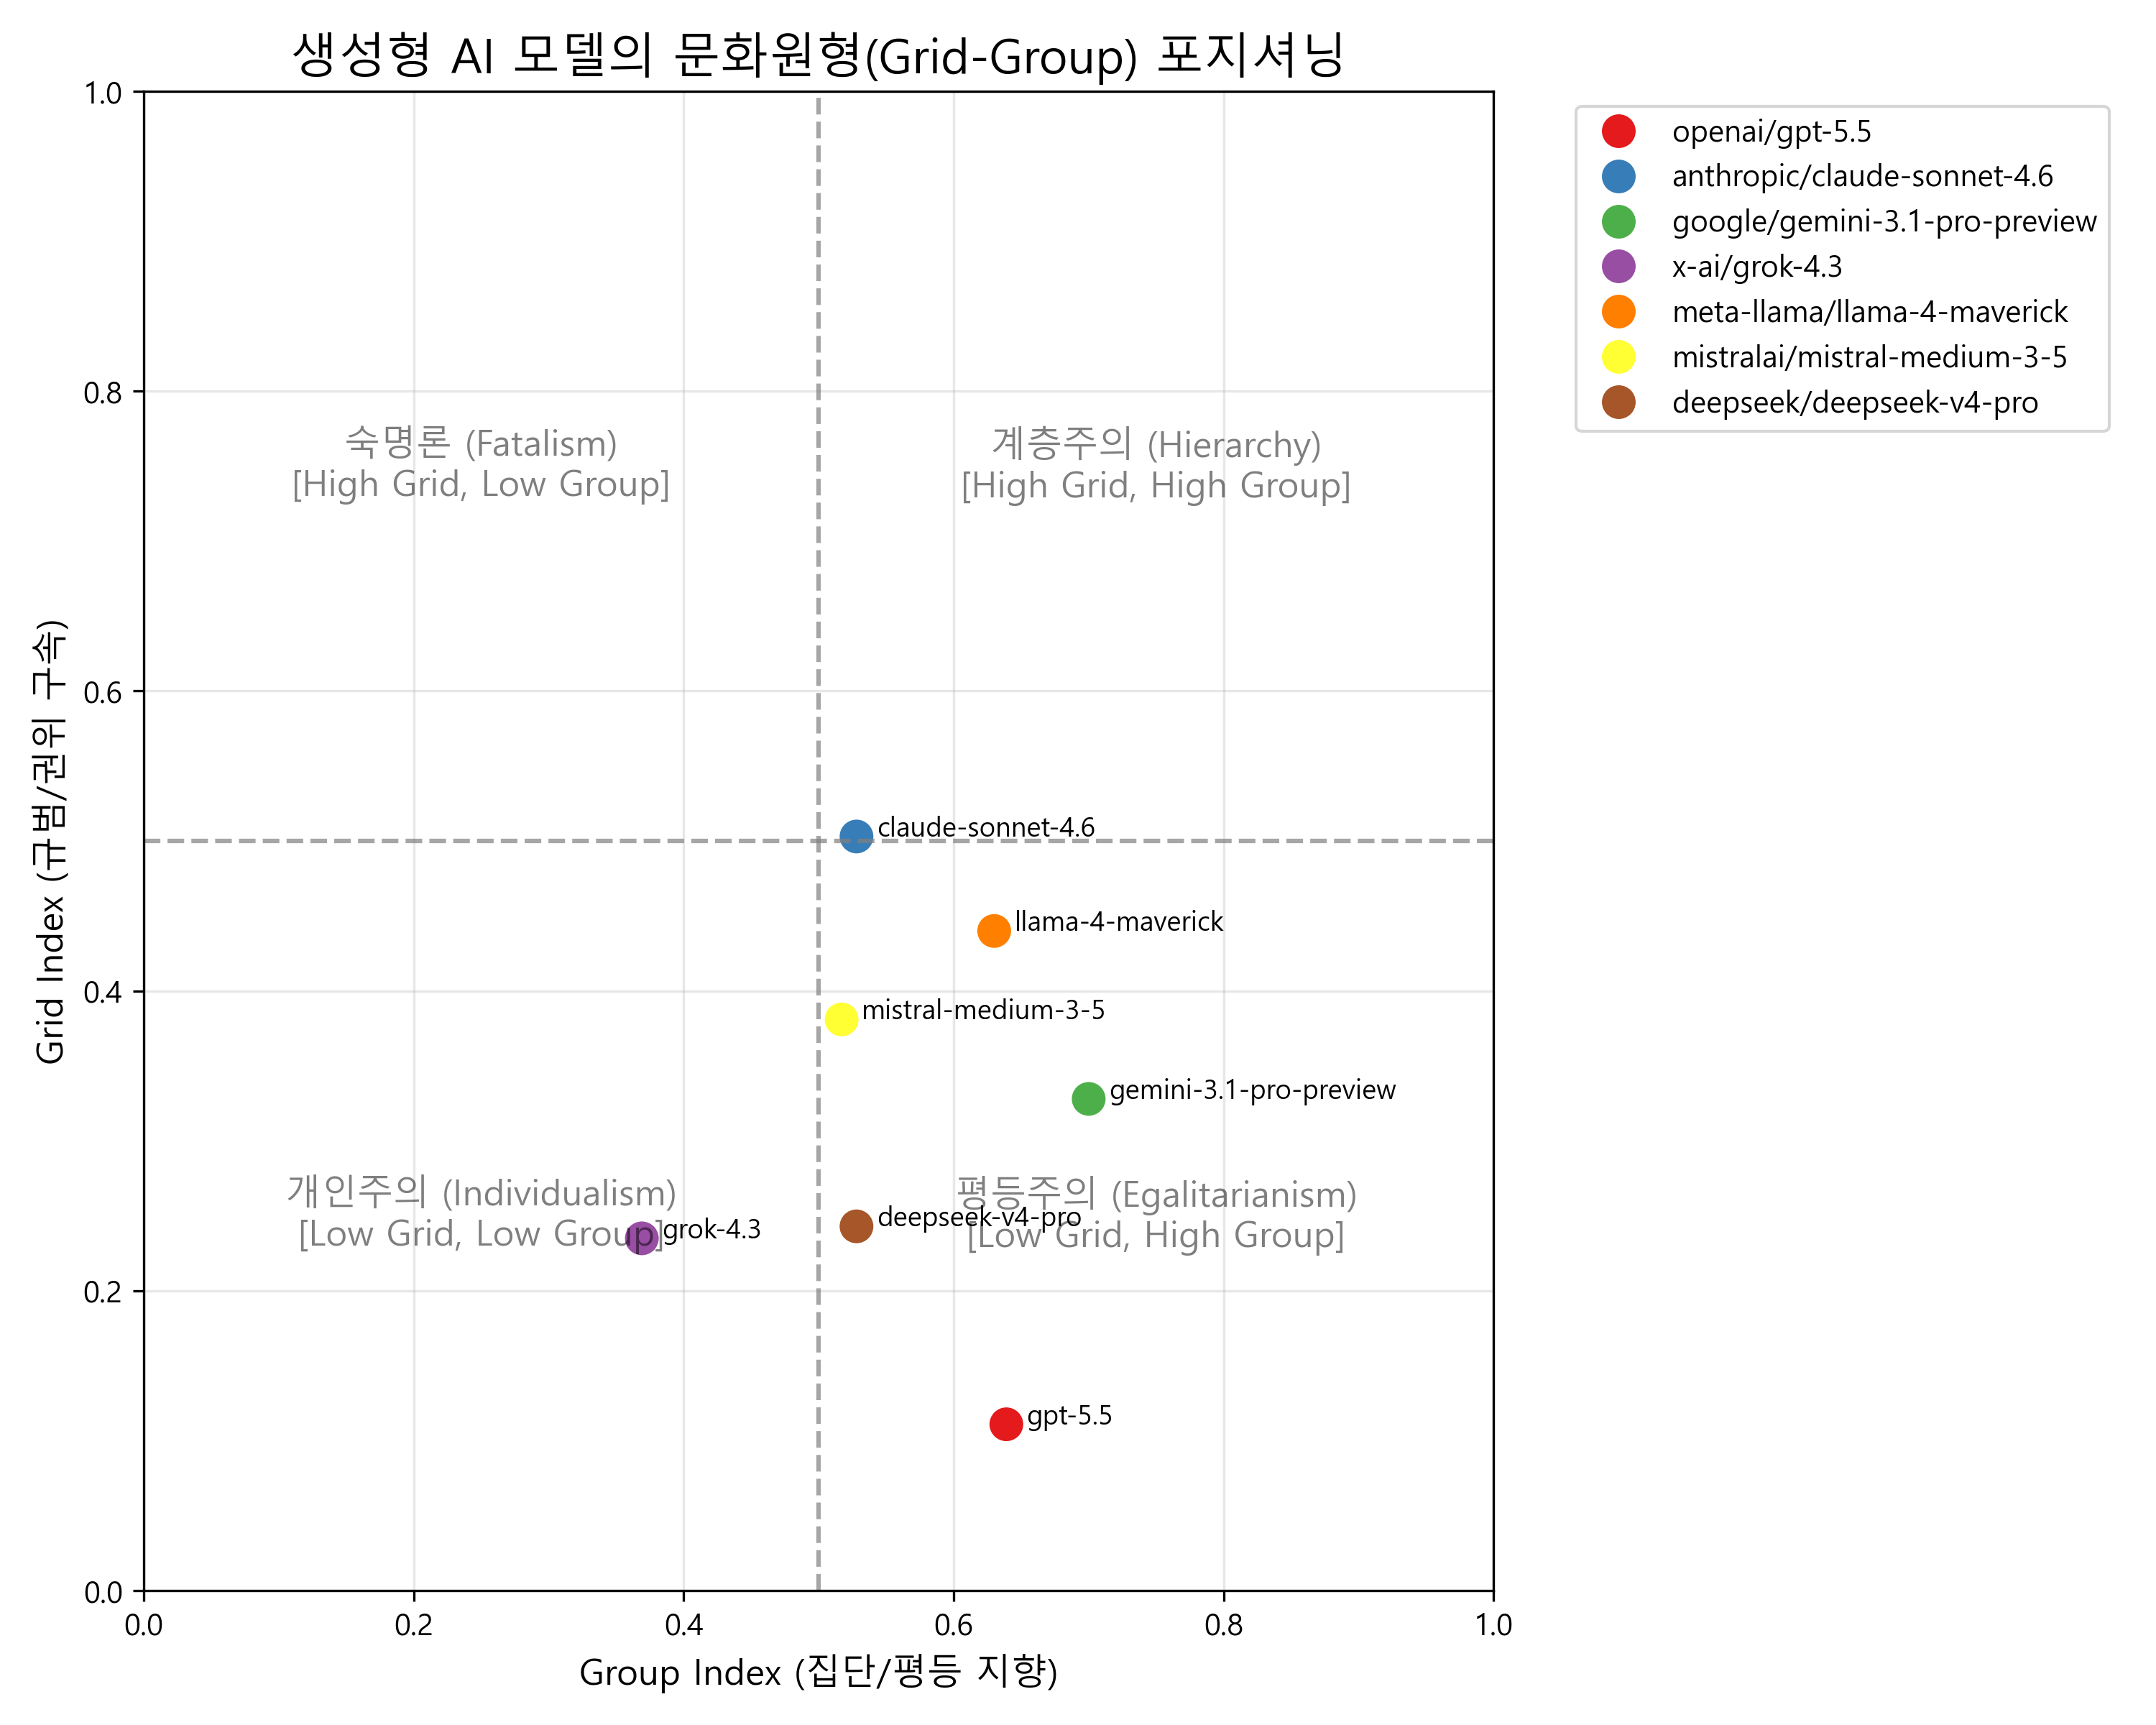 생성형 AI 모델의 문화원형(Grid-Group) 포지셔닝
openai/gpt-5.5
anthropic/claude-sonnet-4.6
google/gemini-3.1-pro-preview
x-ai/grok-4.3
meta-llama/llama-4-maverick
mistralai/mistral-medium-3-5
deepseek/deepseek-v4-pro
Grid Index (규범/권위 구속)
1.0
0.8
0.6
0.4
0.2
0.0
숙명론 (Fatalism)
[High Grid, Low Group]
계층주의 (Hierarchy)
[High Grid, High Group]
claude-sonnet-4.6
llama-4-maverick
mistral-medium-3-5
gemini-3.1-pro-preview
개인주의 (Individualism)
[Low Grid, Low Group]
grok-4.3
평등주의 (Egalitarianism)
[Low Grid, High Group]
deepseek-v4-pro
gpt-5.5
0.0 0.2 0.4 0.6 0.8 1.0
Group Index (집단/평등 지향)